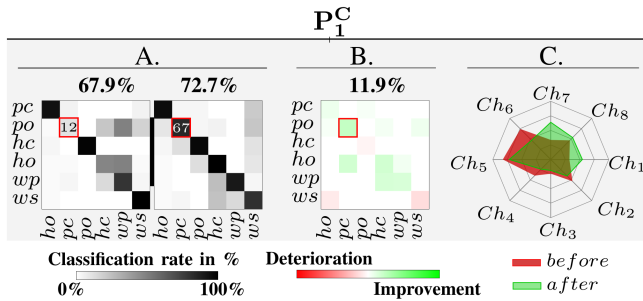 P₁ᶜ
A. B. C.
67.9% 72.7% 11.9%
pc
po
hc
ho
wp
ws
12
67
ho pc po hc wp ws
ho pc po hc wp ws
ho pc po hc wp ws
Ch₇
Ch₆ Ch₈
Ch₅ Ch₁
Ch₄ Ch₂
Ch₃
Classification rate in %
0% 100%
Deterioration
Improvement
before
after